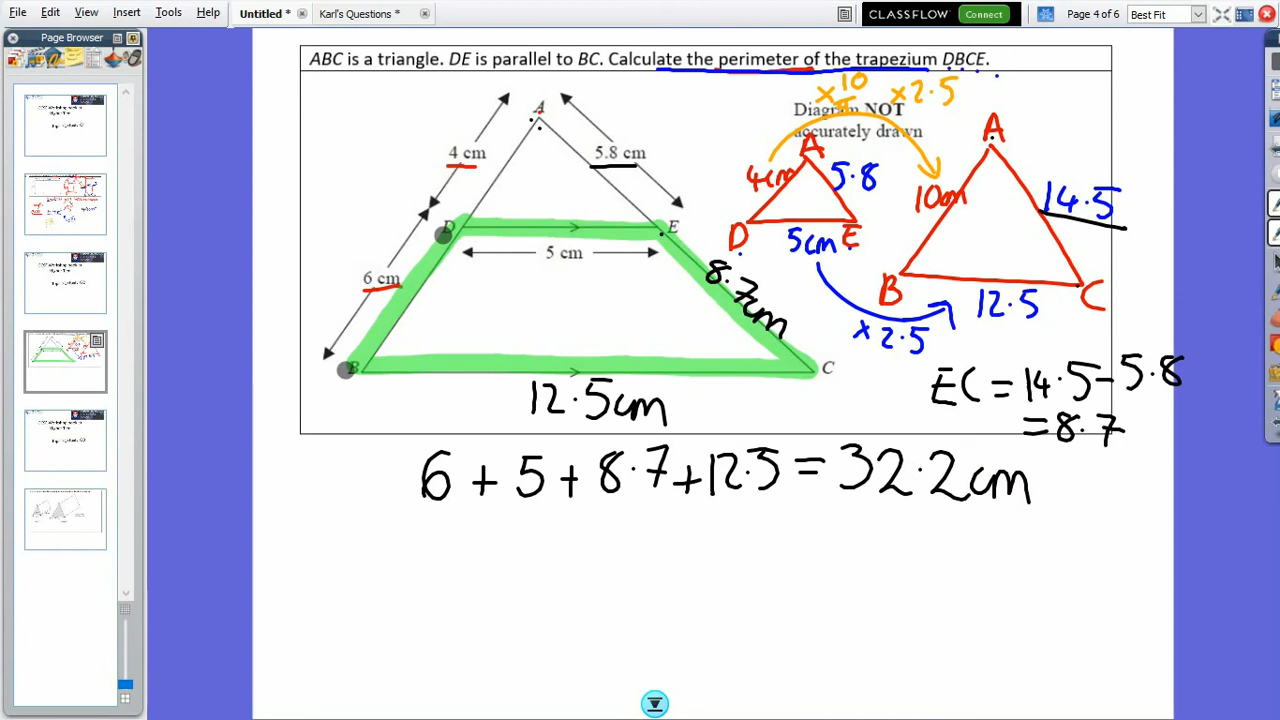 File Edit View Insert Tools Help
Untitled * Karl's Questions *
CLASSFLOW Connect
Page 4 of 6 Best Fit
Page Browser
ABC is a triangle. DE is parallel to BC. Calculate the perimeter of the trapezium DBCE.
×10 ×2.5
4
Diagram NOT
accurately drawn
A
4 cm 5.8 cm
D E
5 cm
6 cm
B C
8.7cm
12.5cm
A
4cm 5.8
D 5cm E
A
10cm 14.5
B 12.5 C
×2.5
EC = 14.5 - 5.8
= 8.7
6 + 5 + 8.7 + 12.5 = 32.2cm